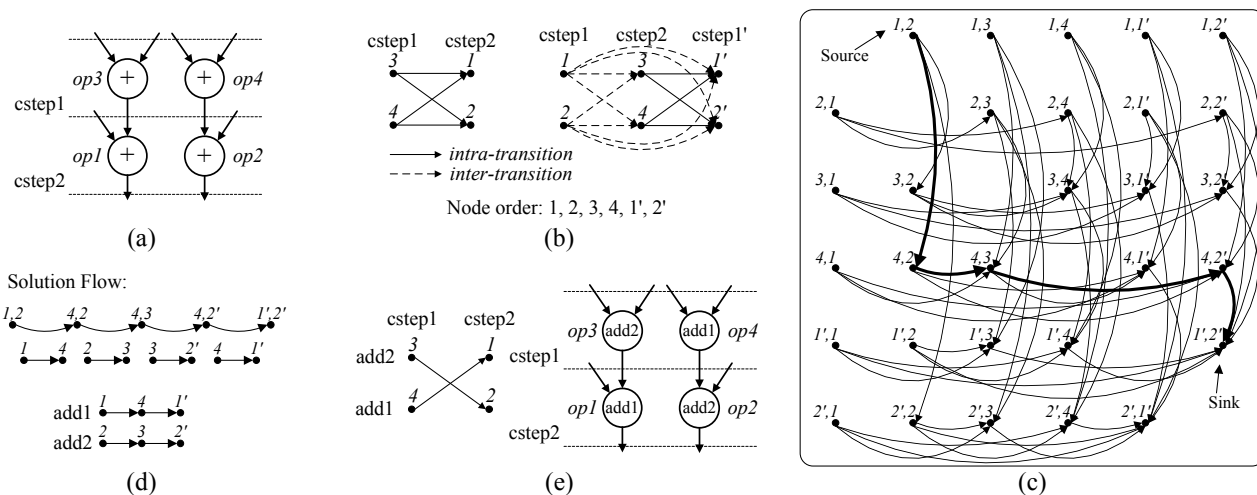 (a)
op3 + + op4
cstep1
op1 + + op2
cstep2
(b)
cstep1 cstep2
3 1
4 2
cstep1 cstep2 cstep1'
1 3 1'
2 4 2'
intra-transition
inter-transition
Node order: 1, 2, 3, 4, 1', 2'
(c)
1,2 1,3 1,4 1,1' 1,2'
Source
2,1 2,3 2,4 2,1' 2,2'
3,1 3,2 3,4 3,1' 3,2'
4,1 4,2 4,3 4,1' 4,2'
1',1 1',2 1',3 1',4 1',2'
Sink
2',1 2',2 2',3 2',4 2',1'
Solution Flow:
1,2 4,2 4,3 4,2' 1',2'
1 4 2 3 3 2' 4 1'
add1 1 4 1'
add2 2 3 2'
(d)
cstep1 cstep2
add2 3 1
add1 4 2
op3 add2 add1 op4
cstep1
op1 add1 add2 op2
cstep2
(e)